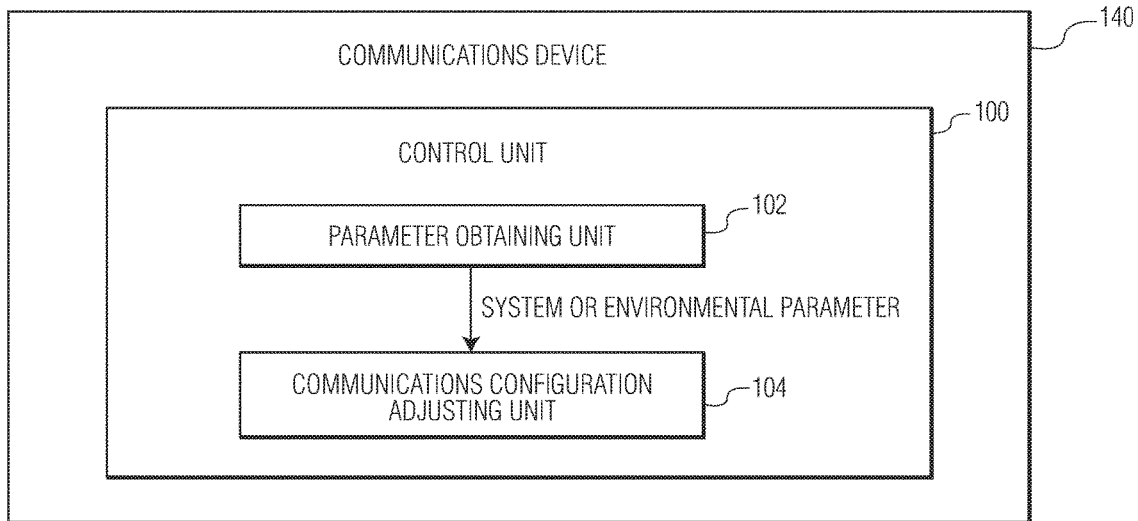 140
COMMUNICATIONS DEVICE
100
CONTROL UNIT
102
PARAMETER OBTAINING UNIT
SYSTEM OR ENVIRONMENTAL PARAMETER
COMMUNICATIONS CONFIGURATION
ADJUSTING UNIT
104